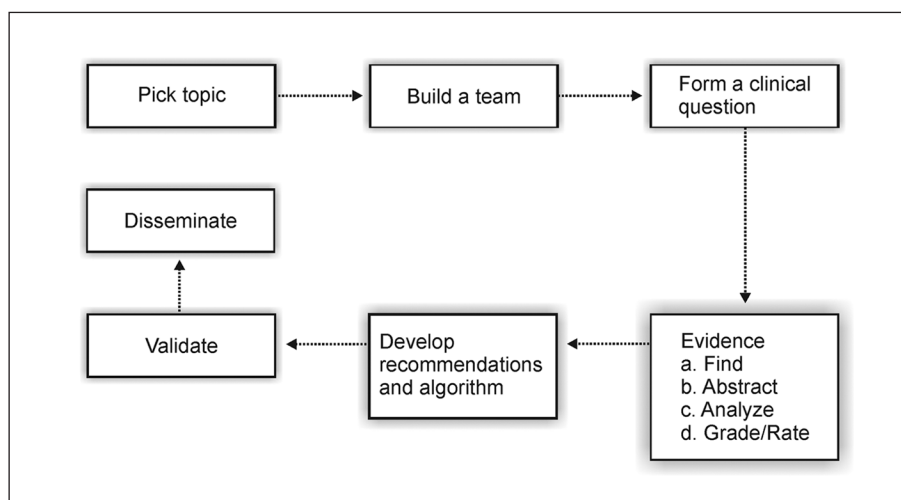 Pick topic
Build a team
Form a clinical
question
Evidence
a. Find
b. Abstract
c. Analyze
d. Grade/Rate
Develop
recommendations
and algorithm
Validate
Disseminate